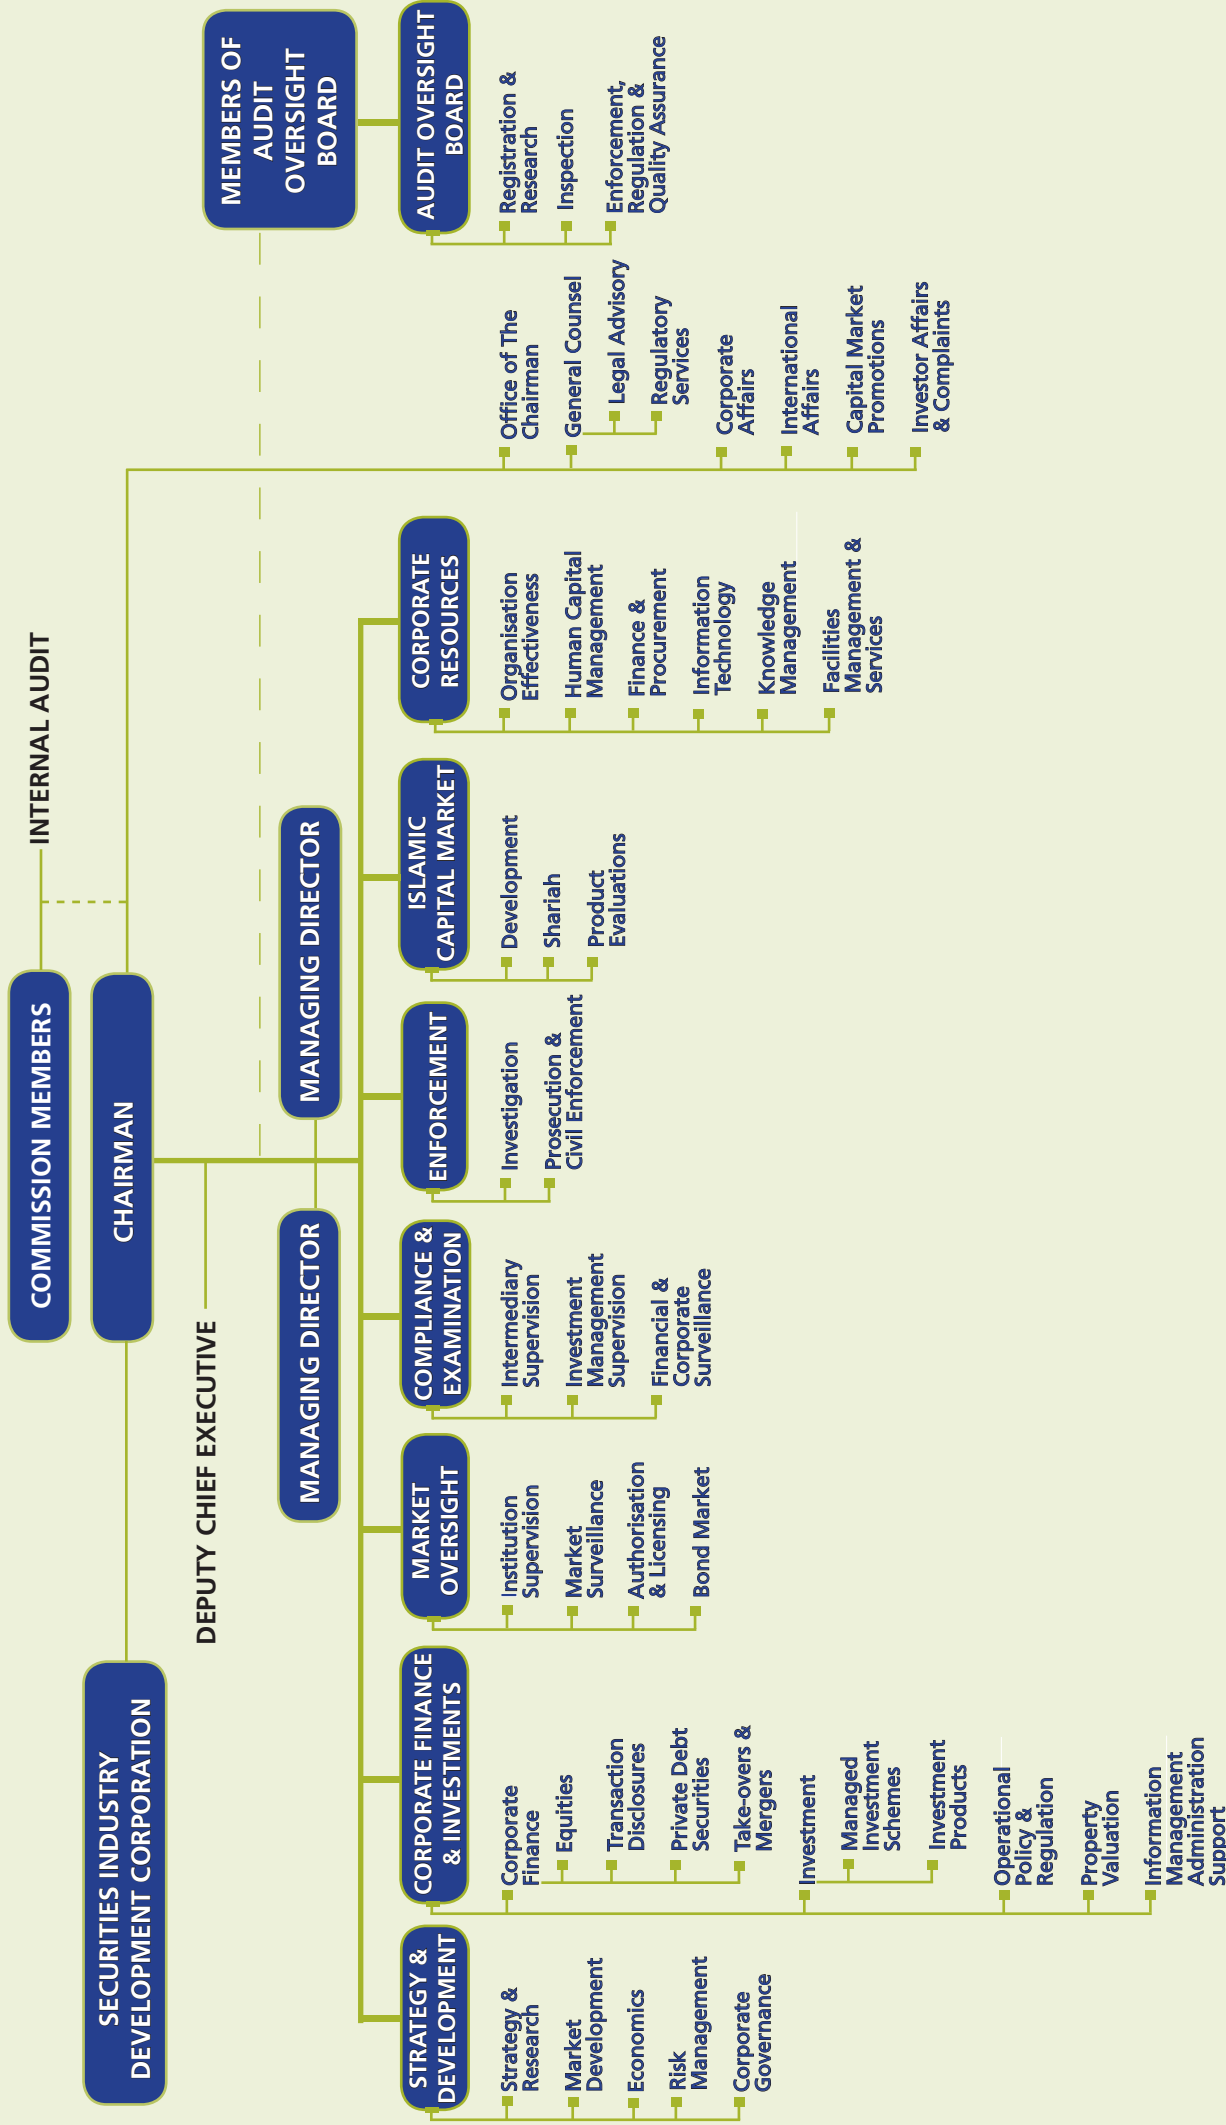 COMMISSION MEMBERS
INTERNAL AUDIT
SECURITIES INDUSTRY
DEVELOPMENT CORPORATION
CHAIRMAN
DEPUTY CHIEF EXECUTIVE
MEMBERS OF
AUDIT
OVERSIGHT
BOARD
MANAGING DIRECTOR
MANAGING DIRECTOR
STRATEGY &
DEVELOPMENT
Strategy &
Research
Market
Development
Economics
Risk
Management
Corporate
Governance
CORPORATE FINANCE
& INVESTMENTS
Corporate
Finance
Equities
Transaction
Disclosures
Private Debt
Securities
Take-overs &
Mergers
Investment
Managed
Investment
Schemes
Investment
Products
Operational
Policy &
Regulation
Property
Valuation
Information
Management
Administration
Support
MARKET
OVERSIGHT
Institution
Supervision
Market
Surveillance
Authorisation
& Licensing
Bond Market
COMPLIANCE &
EXAMINATION
Intermediary
Supervision
Investment
Management
Supervision
Financial &
Corporate
Surveillance
ENFORCEMENT
Investigation
Prosecution &
Civil Enforcement
ISLAMIC
CAPITAL MARKET
Development
Shariah
Product
Evaluations
CORPORATE
RESOURCES
Organisation
Effectiveness
Human Capital
Management
Finance &
Procurement
Information
Technology
Knowledge
Management
Facilities
Management &
Services
Office of The
Chairman
General Counsel
Legal Advisory
Regulatory
Services
Corporate
Affairs
International
Affairs
Capital Market
Promotions
Investor Affairs
& Complaints
AUDIT OVERSIGHT
BOARD
Registration &
Research
Inspection
Enforcement,
Regulation &
Quality Assurance